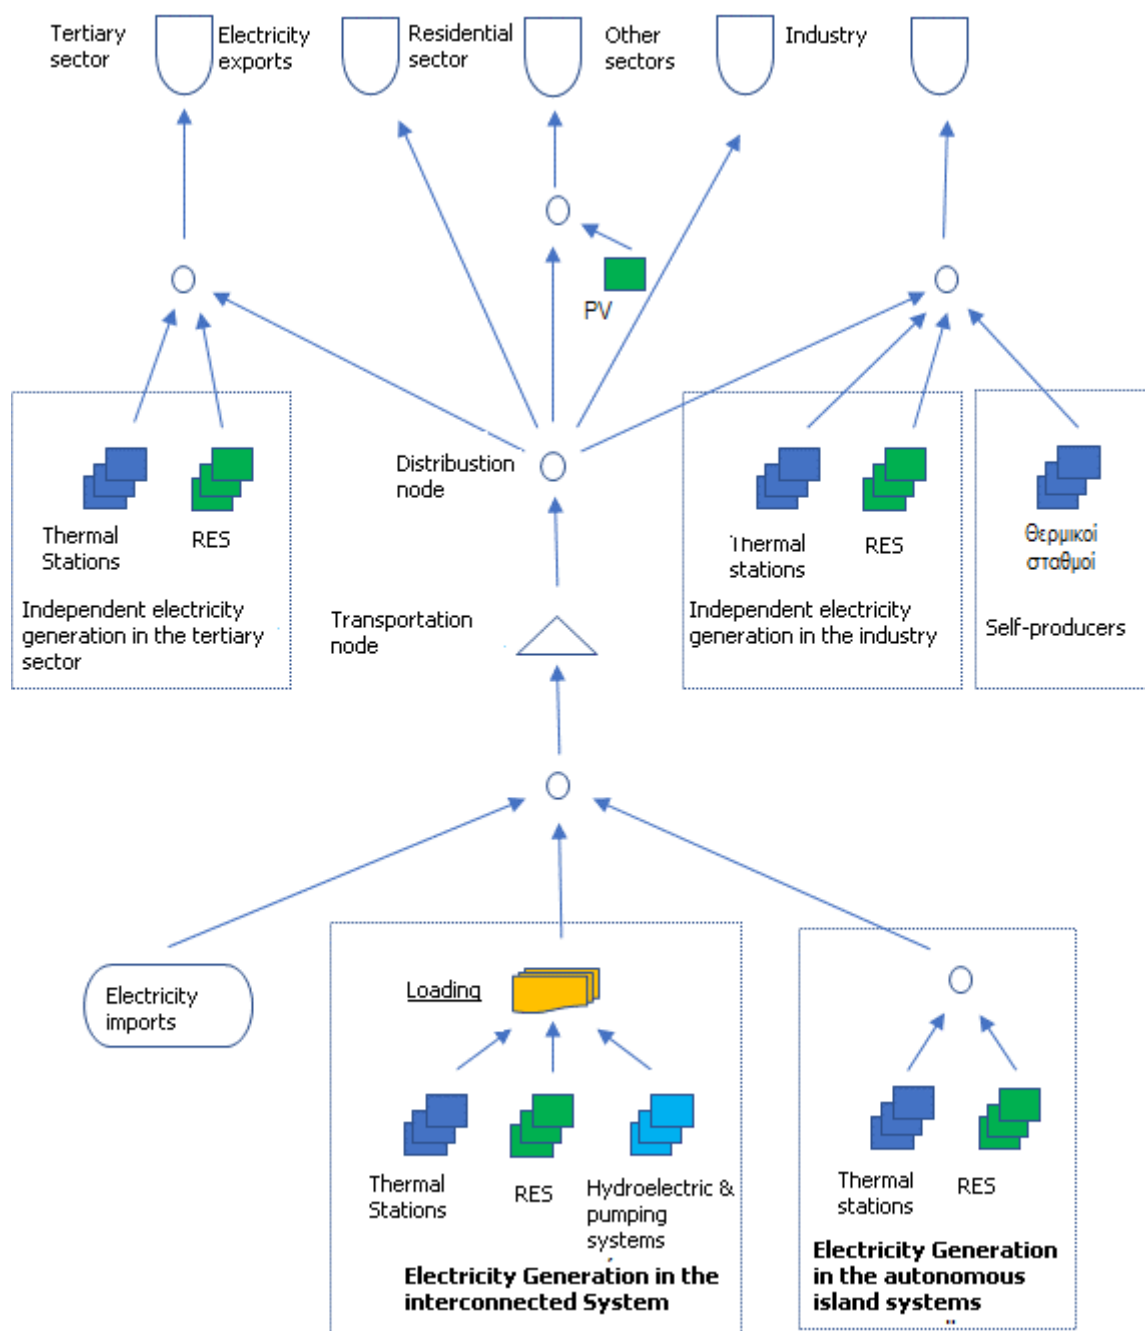 Tertiary
sector
Electricity
exports
Residential
sector
Other
sectors
Industry
PV
Distribustion
node
Thermal
Stations
RES
Independent electricity
generation in the tertiary
sector
Thermal
stations
RES
Independent electricity
generation in the industry
Θερμικοί
σταθμοί
Self-producers
Transportation
node
Electricity
imports
Loading
Thermal
Stations
RES
Hydroelectric &
pumping
systems
Electricity Generation in the
interconnected System
Thermal
stations
RES
Electricity Generation
in the autonomous
island systems